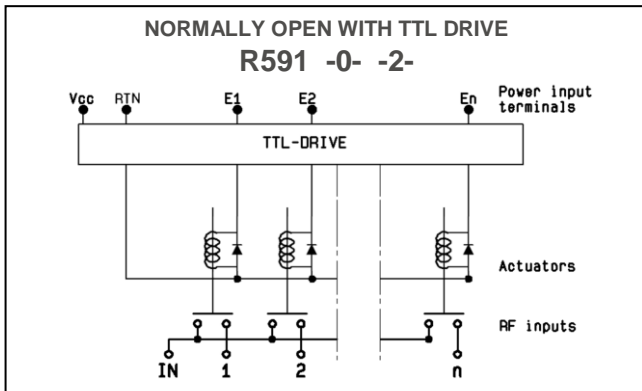 NORMALLY OPEN WITH TTL DRIVE
R591 -0- -2-
Vcc RTN E1 E2 En Power input
terminals
TTL-DRIVE
Actuators
RF inputs
IN 1 2 n